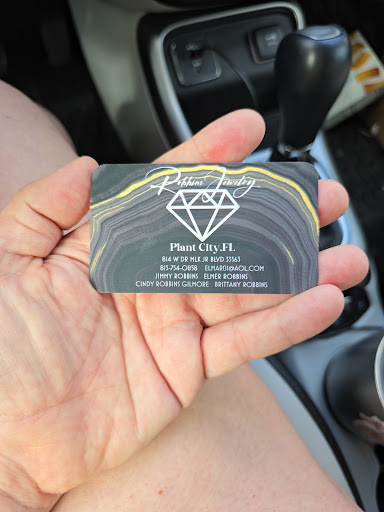 Robbins Jewelry
Plant City,FL
814 W DR MLK JR BLVD 33563
813-754-0858 ELMAR01@AOL.COM
JIMMY ROBBINS ELMER ROBBINS
CINDY ROBBINS GILMORE BRITTANY ROBBINS